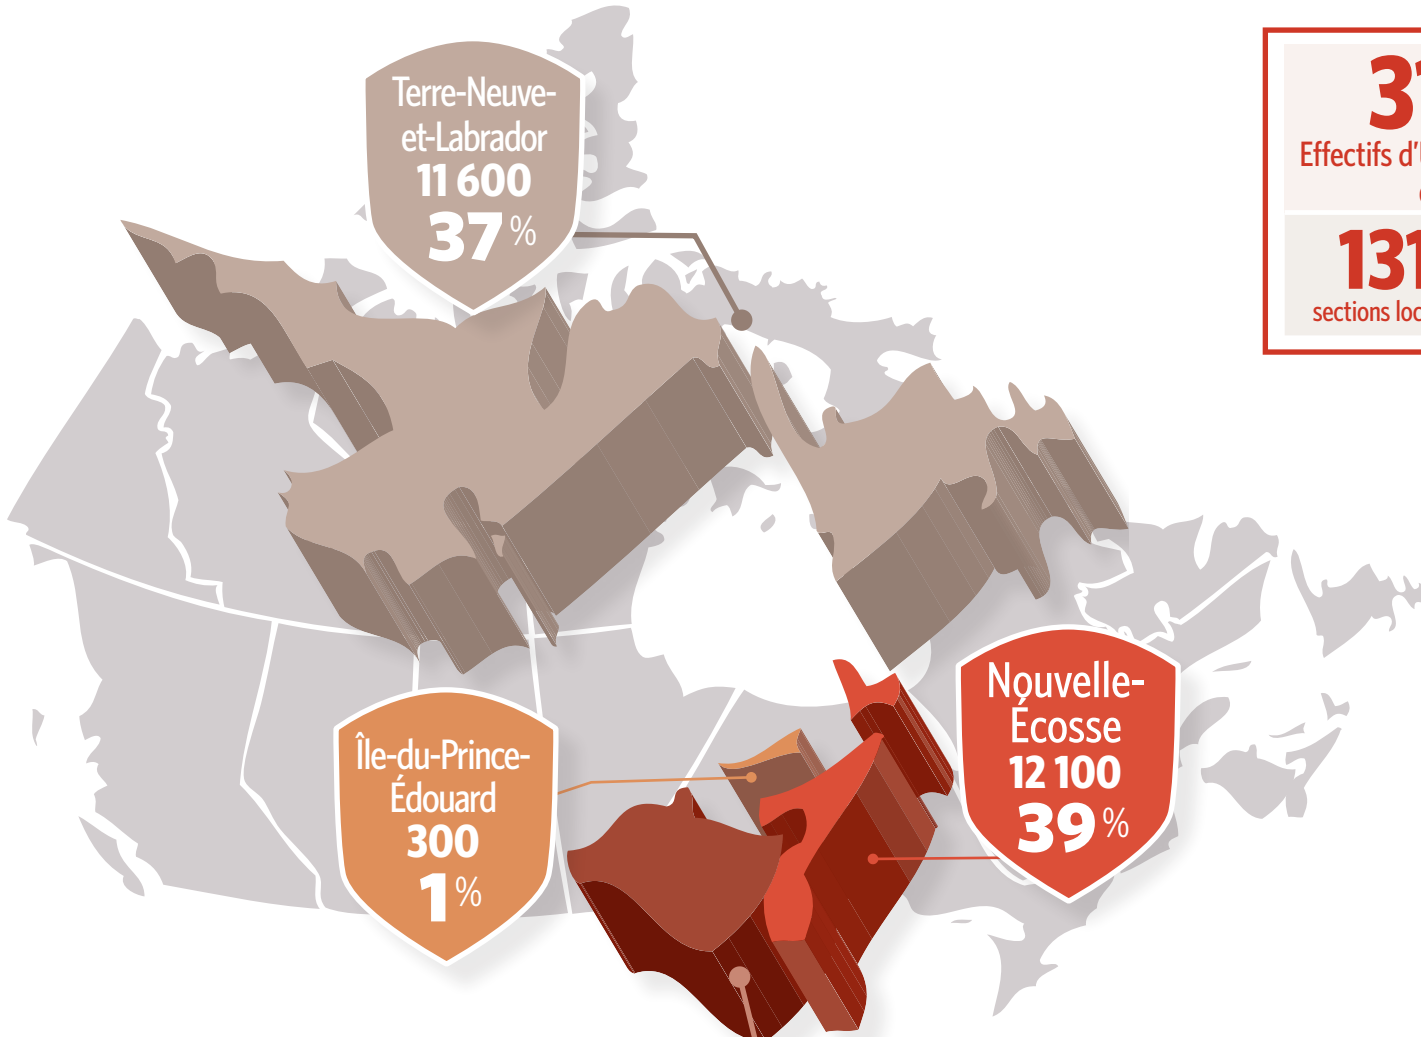 Terre-Neuve-
et-Labrador
11 600
37 %
Île-du-Prince-
Édouard
300
1 %
Nouvelle-
Écosse
12 100
39 %
Effectifs
131
sections